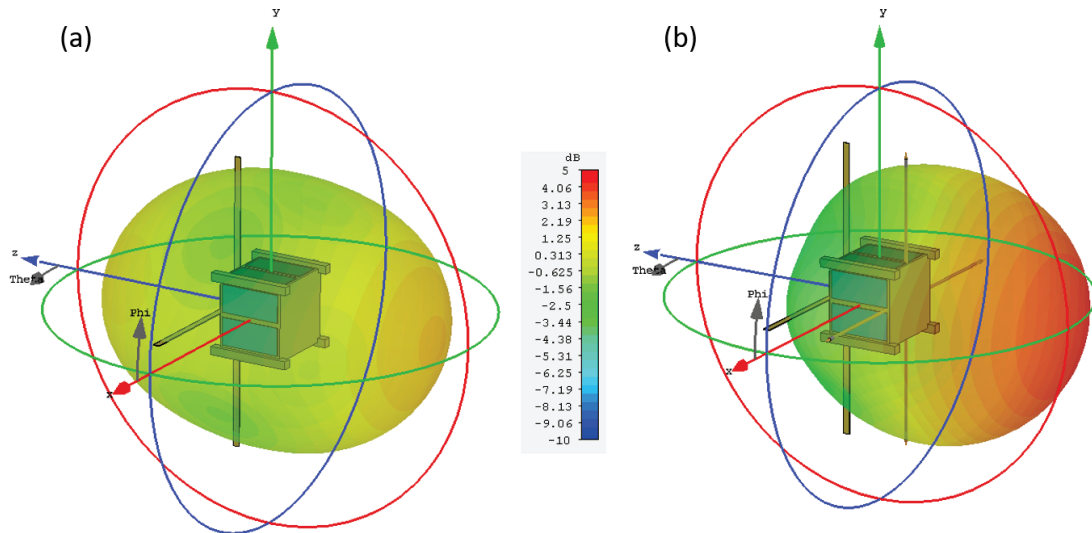 (a)
y
z
Theta
Phi
x
dB
5
4.06
3.13
2.19
1.25
0.313
-0.625
-1.56
-2.5
-3.44
-4.38
-5.31
-6.25
-7.19
-8.13
-9.06
-10
(b)
y
z
Theta
Phi
x